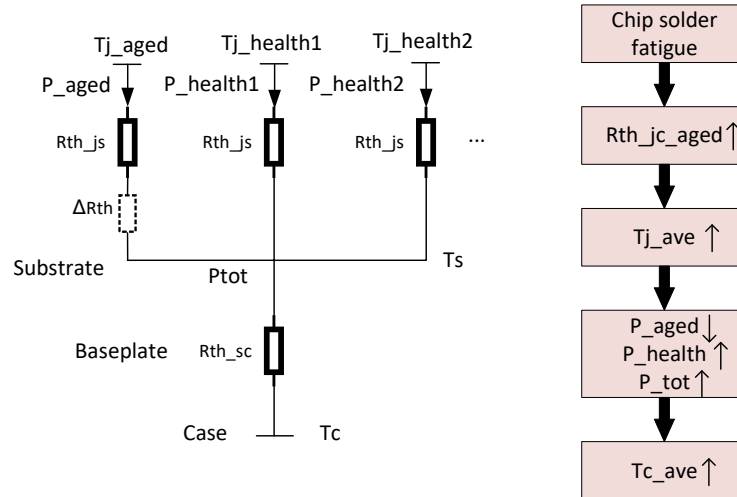 Tj_aged
Tj_health1
Tj_health2
P_aged
P_health1
P_health2
Rth_js
Rth_js
Rth_js
...
ΔRth
Substrate
Ptot
Ts
Baseplate
Rth_sc
Case
Tc
Chip solder
fatigue
Rth_jc_aged↑
Tj_ave ↑
P_aged↓
P_health ↑
P_tot ↑
Tc_ave ↑